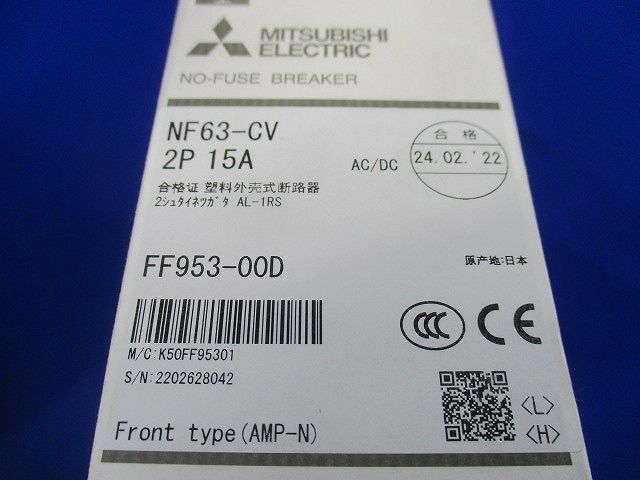 MITSUBISHI
ELECTRIC
NO-FUSE BREAKER
NF63-CV
2P 15A
AC/DC
合格
24.02.'22
合格证 塑料外壳式断路器
2シュタイネツガタ AL-1RS
FF953-00D
原产地:日本
M/C:K50FF95301
S/N:2202628042
CCC CE
<L>
<H>
Front type(AMP-N)